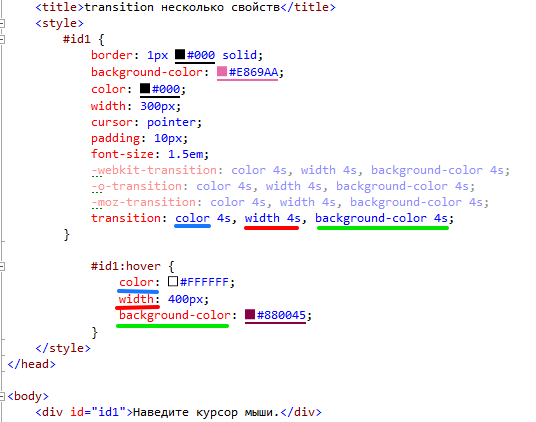 <title>transition несколько свойств</title>
<style>
#id1 {
border: 1px #000 solid;
background-color: #E869AA;
color: #000;
width: 300px;
cursor: pointer;
padding: 10px;
font-size: 1.5em;
-webkit-transition: color 4s, width 4s, background-color 4s;
-o-transition: color 4s, width 4s, background-color 4s;
-moz-transition: color 4s, width 4s, background-color 4s;
transition: color 4s, width 4s, background-color 4s;
}
#id1:hover {
color: #FFFFFF;
width: 400px;
background-color: #880045;
}
</style>
</head>
<body>
<div id="id1">Наведите курсор мыши.</div>